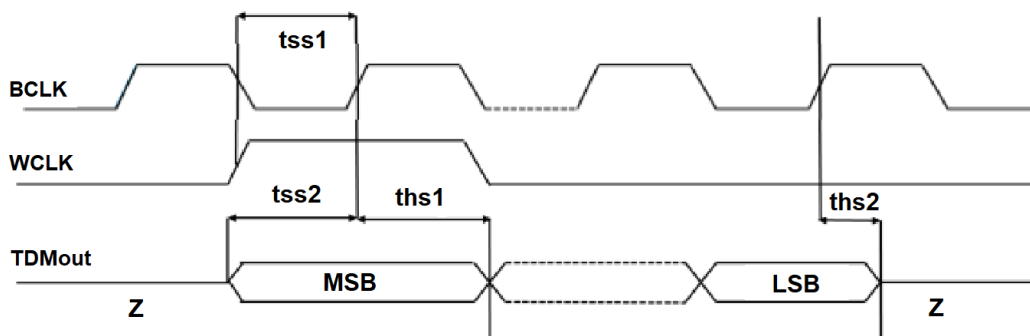 tss1
BCLK
WCLK
tss2 ths1 ths2
TDMout
MSB LSB
Z Z